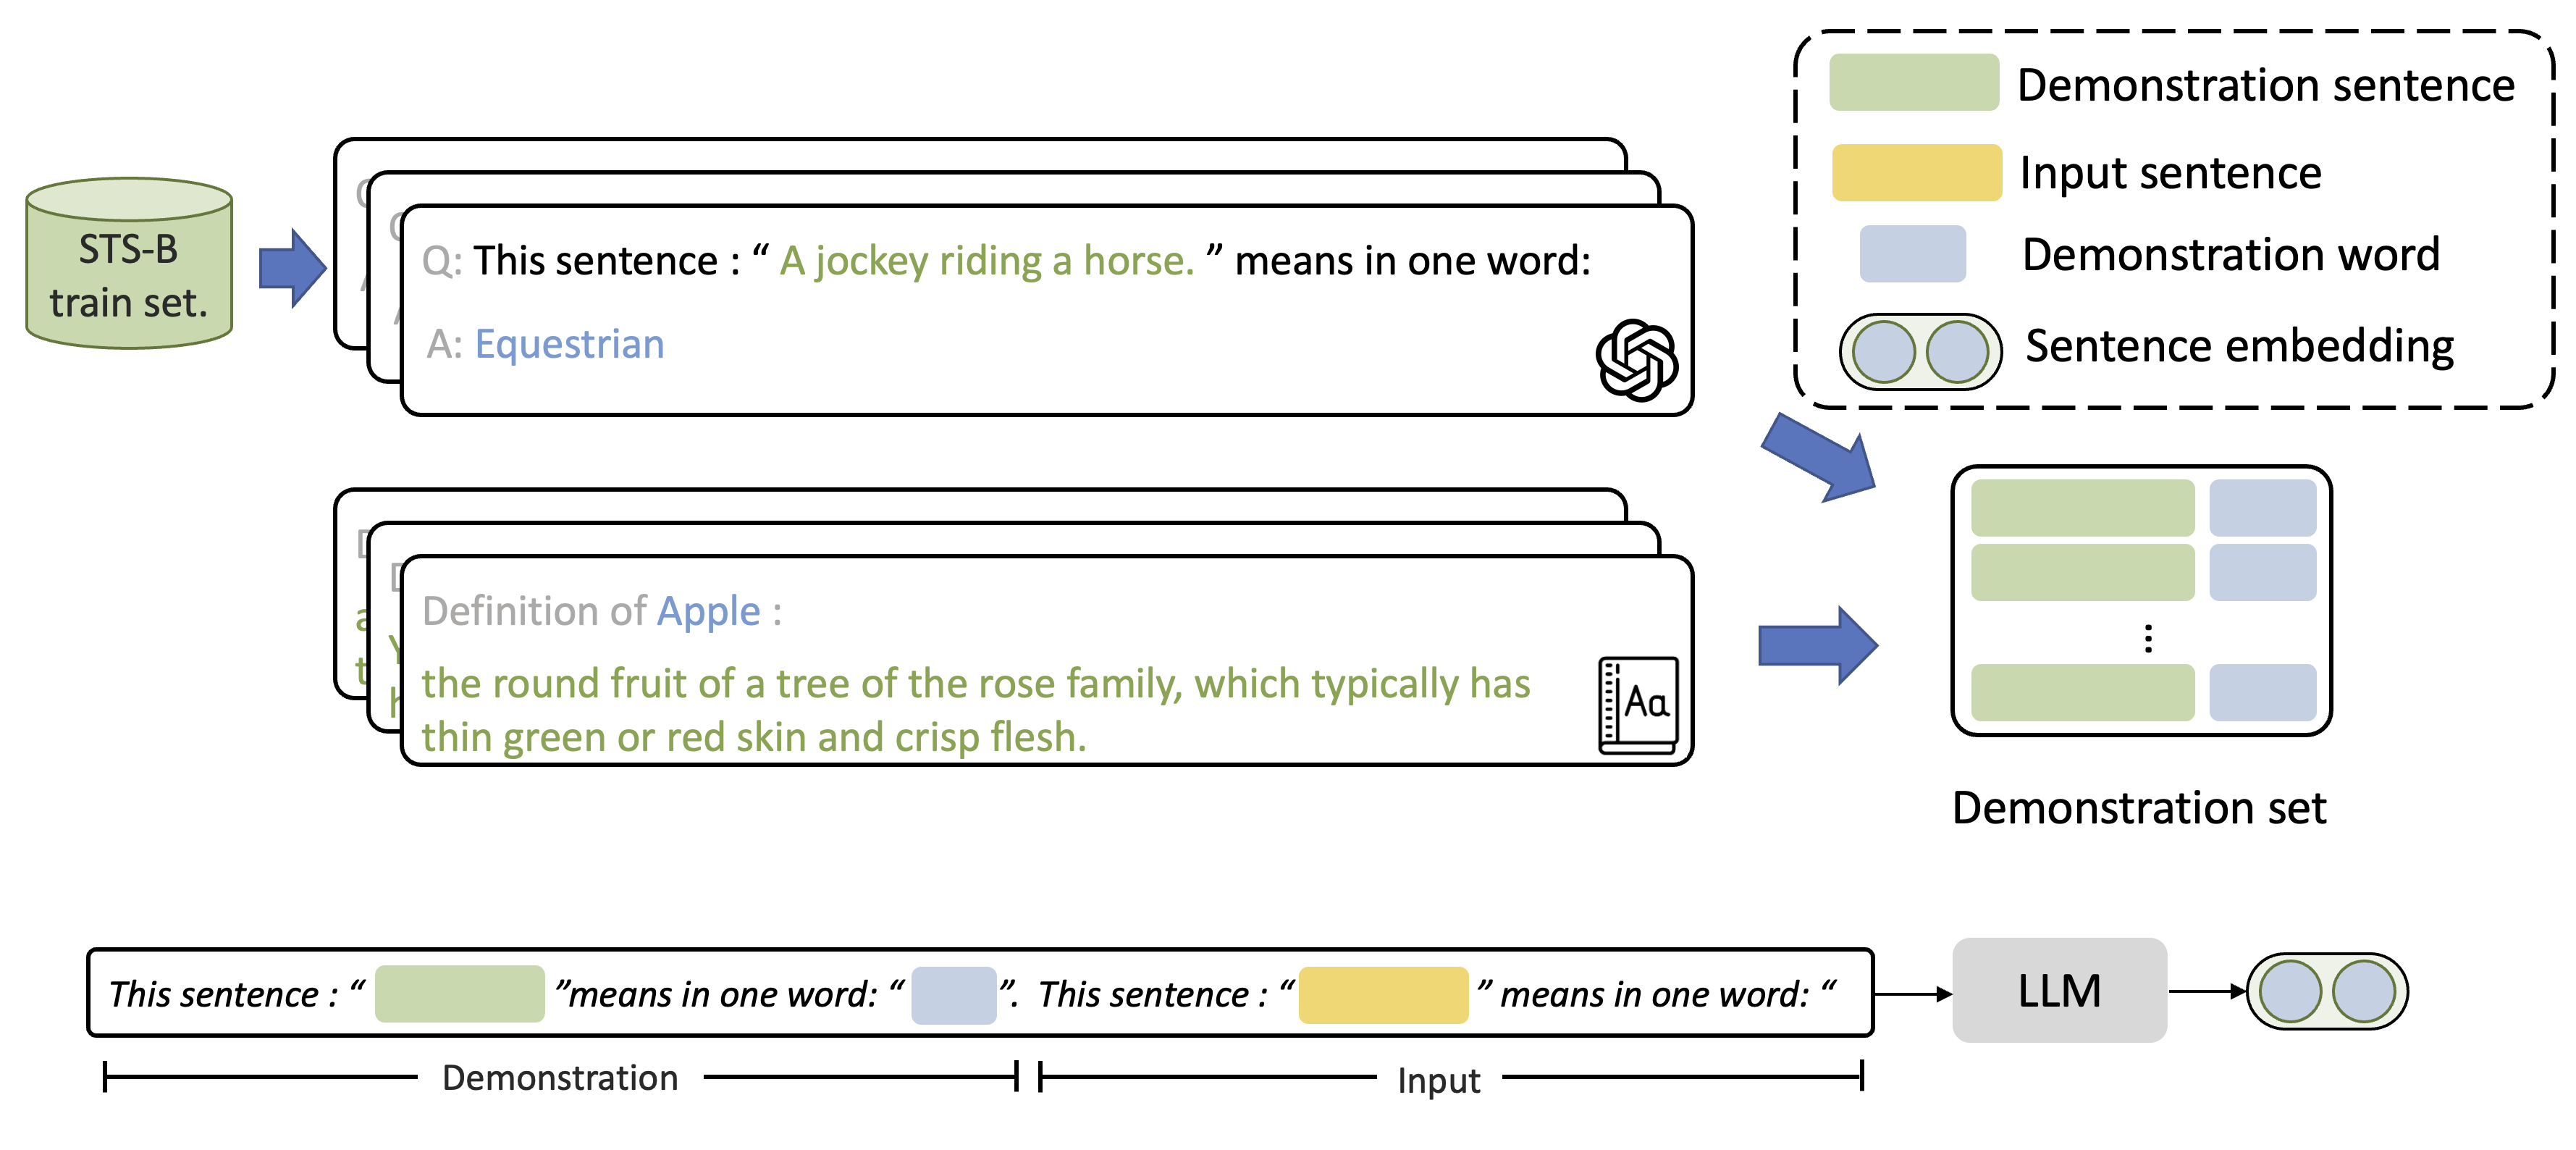 STS-B
train set.
Q: This sentence : “ A jockey riding a horse. ” means in one word:
A: Equestrian
Demonstration sentence
Input sentence
Demonstration word
Sentence embedding
Definition of Apple :
the round fruit of a tree of the rose family, which typically has
thin green or red skin and crisp flesh.
Aa
Demonstration set
This sentence : “ ”means in one word: “ ”. This sentence : “ ” means in one word: “
LLM
Demonstration
Input